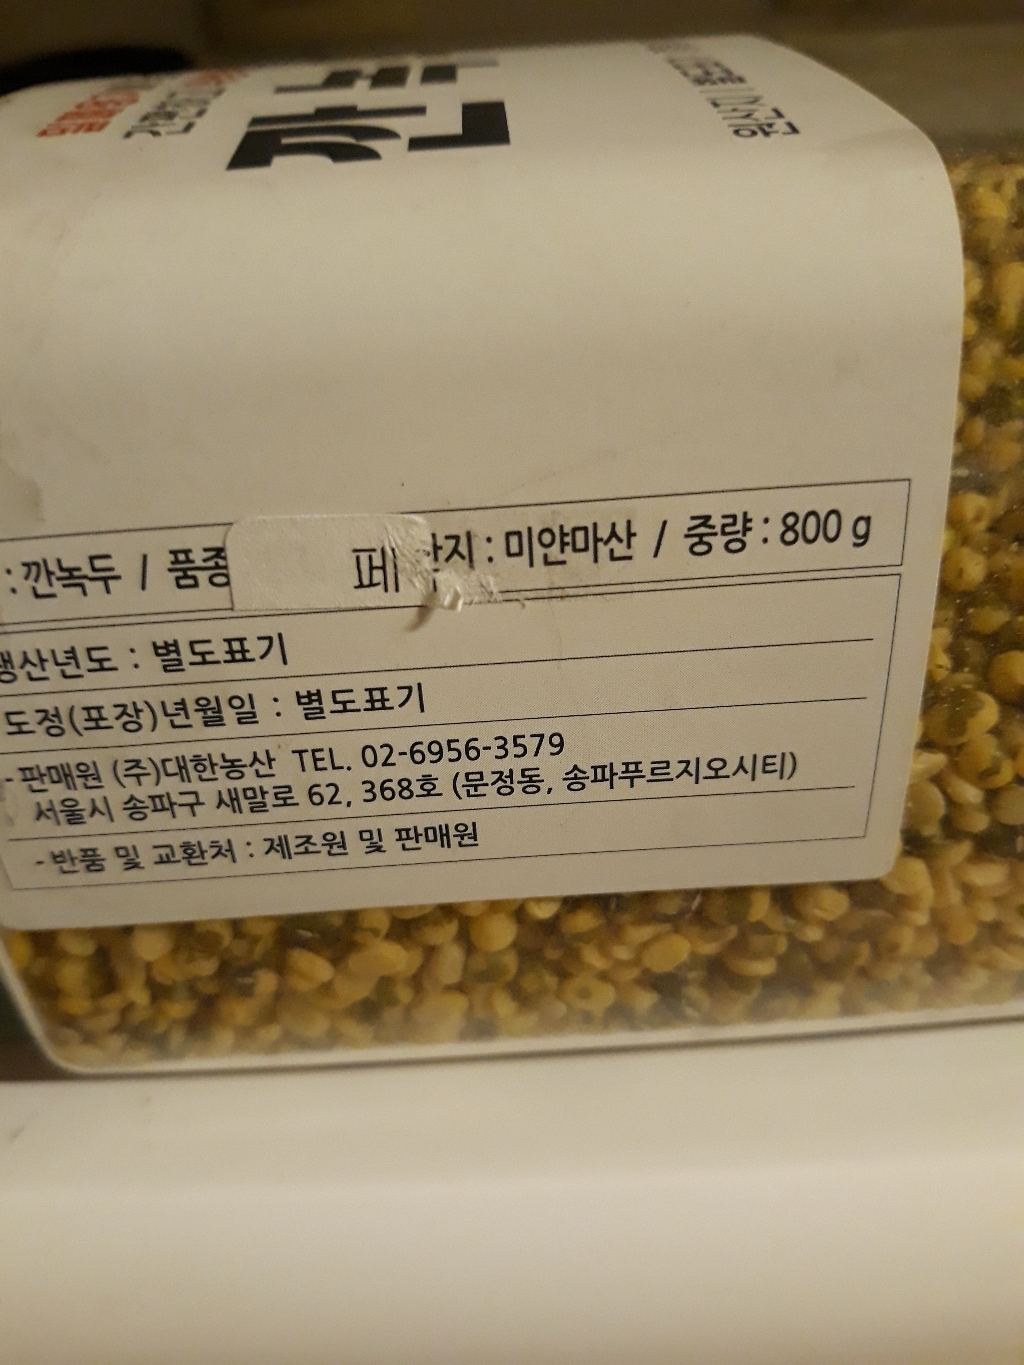 깐
: 깐녹두 / 품종 페 지 : 미얀마산 / 중량 : 800 g
생산년도 : 별도표기
도정(포장)년월일 : 별도표기
- 판매원 (주)대한농산 TEL. 02-6956-3579
서울시 송파구 새말로 62, 368호 (문정동, 송파푸르지오시티)
- 반품 및 교환처 : 제조원 및 판매원